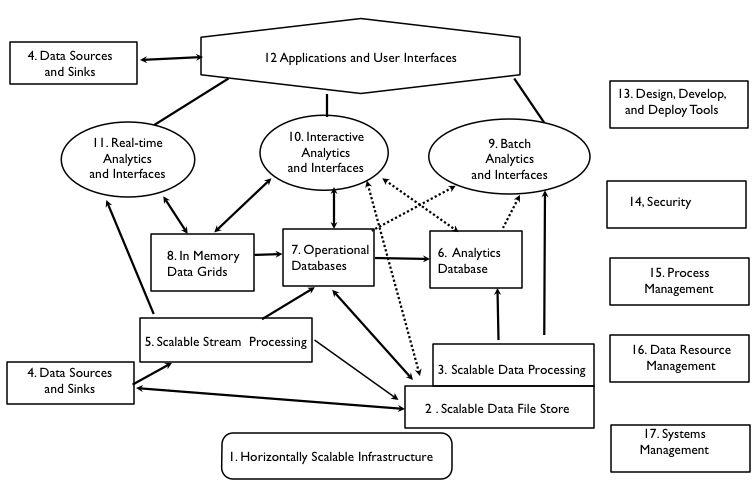 4. Data Sources
and Sinks
12 Applications and User Interfaces
13. Design, Develop,
and Deploy Tools
11. Real-time
Analytics
and Interfaces
10. Interactive
Analytics
and Interfaces
9. Batch
Analytics
and Interfaces
14, Security
8. In Memory
Data Grids
7. Operational
Databases
6. Analytics
Database
15. Process
Management
5. Scalable Stream Processing
16. Data Resource
Management
4. Data Sources
and Sinks
3. Scalable Data Processing
2 . Scalable Data File Store
17. Systems
Management
1. Horizontally Scalable Infrastructure